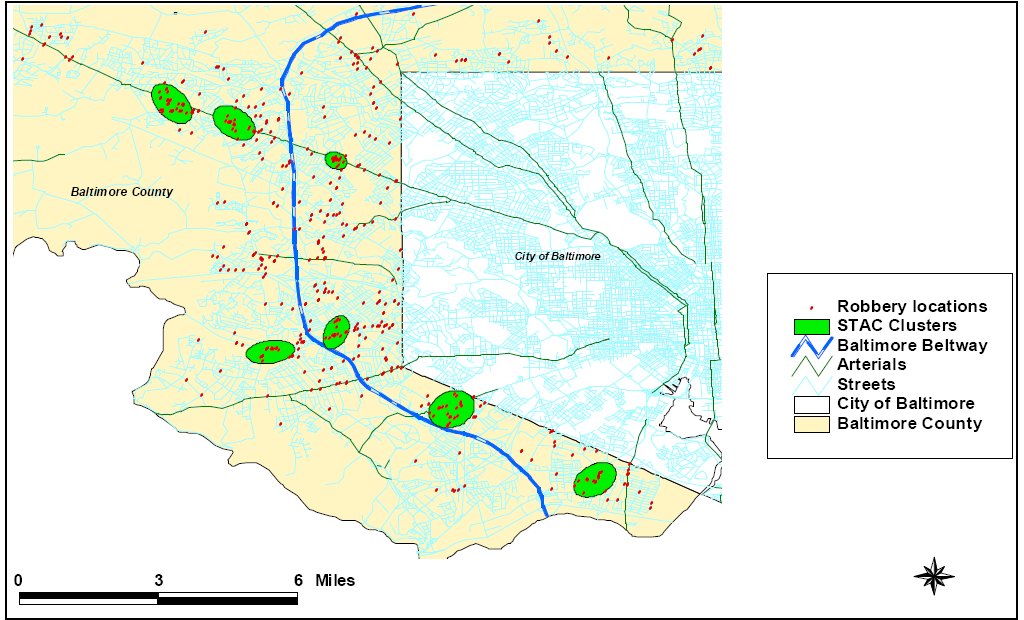 Baltimore County
City of Baltimore
Robbery locations
STAC Clusters
Baltimore Beltway
Arterials
Streets
City of Baltimore
Baltimore County
0 3 6 Miles